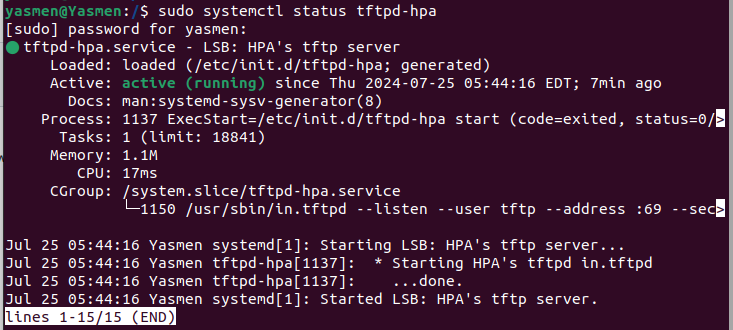 yasmen@Yasmen:/$ sudo systemctl status tftpd-hpa
[sudo] password for yasmen:
● tftpd-hpa.service - LSB: HPA's tftp server
     Loaded: loaded (/etc/init.d/tftpd-hpa; generated)
     Active: active (running) since Thu 2024-07-25 05:44:16 EDT; 7min ago
       Docs: man:systemd-sysv-generator(8)
    Process: 1137 ExecStart=/etc/init.d/tftpd-hpa start (code=exited, status=0/>
      Tasks: 1 (limit: 18841)
     Memory: 1.1M
        CPU: 17ms
     CGroup: /system.slice/tftpd-hpa.service
             └─1150 /usr/sbin/in.tftpd --listen --user tftp --address :69 --sec>
Jul 25 05:44:16 Yasmen systemd[1]: Starting LSB: HPA's tftp server...
Jul 25 05:44:16 Yasmen tftpd-hpa[1137]:  * Starting HPA's tftpd in.tftpd
Jul 25 05:44:16 Yasmen tftpd-hpa[1137]:    ...done.
Jul 25 05:44:16 Yasmen systemd[1]: Started LSB: HPA's tftp server.
lines 1-15/15 (END)